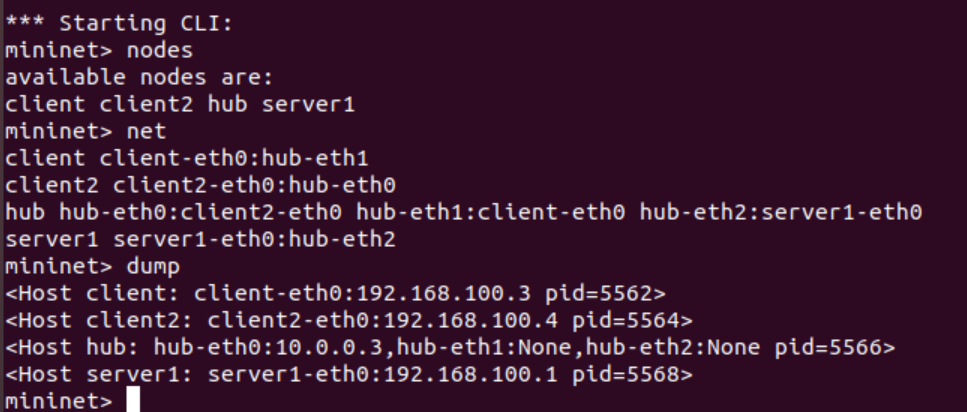 *** Starting CLI:
mininet> nodes
available nodes are:
client client2 hub server1
mininet> net
client client-eth0:hub-eth1
client2 client2-eth0:hub-eth0
hub hub-eth0:client2-eth0 hub-eth1:client-eth0 hub-eth2:server1-eth0
server1 server1-eth0:hub-eth2
mininet> dump
<Host client: client-eth0:192.168.100.3 pid=5562>
<Host client2: client2-eth0:192.168.100.4 pid=5564>
<Host hub: hub-eth0:10.0.0.3,hub-eth1:None,hub-eth2:None pid=5566>
<Host server1: server1-eth0:192.168.100.1 pid=5568>
mininet>